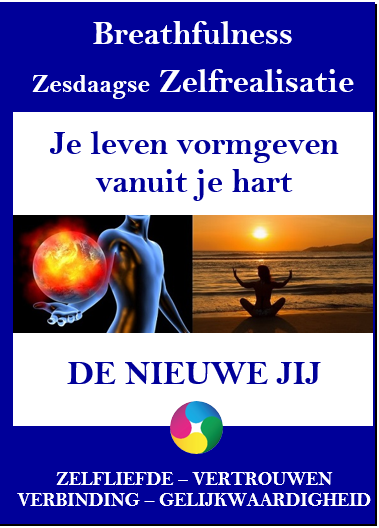 Breathfulness
Zesdaagse Zelfrealisatie
Je leven vormgeven
vanuit je hart
DE NIEUWE JIJ
ZELFLIEFDE – VERTROUWEN
VERBINDING – GELIJKWAARDIGHEID